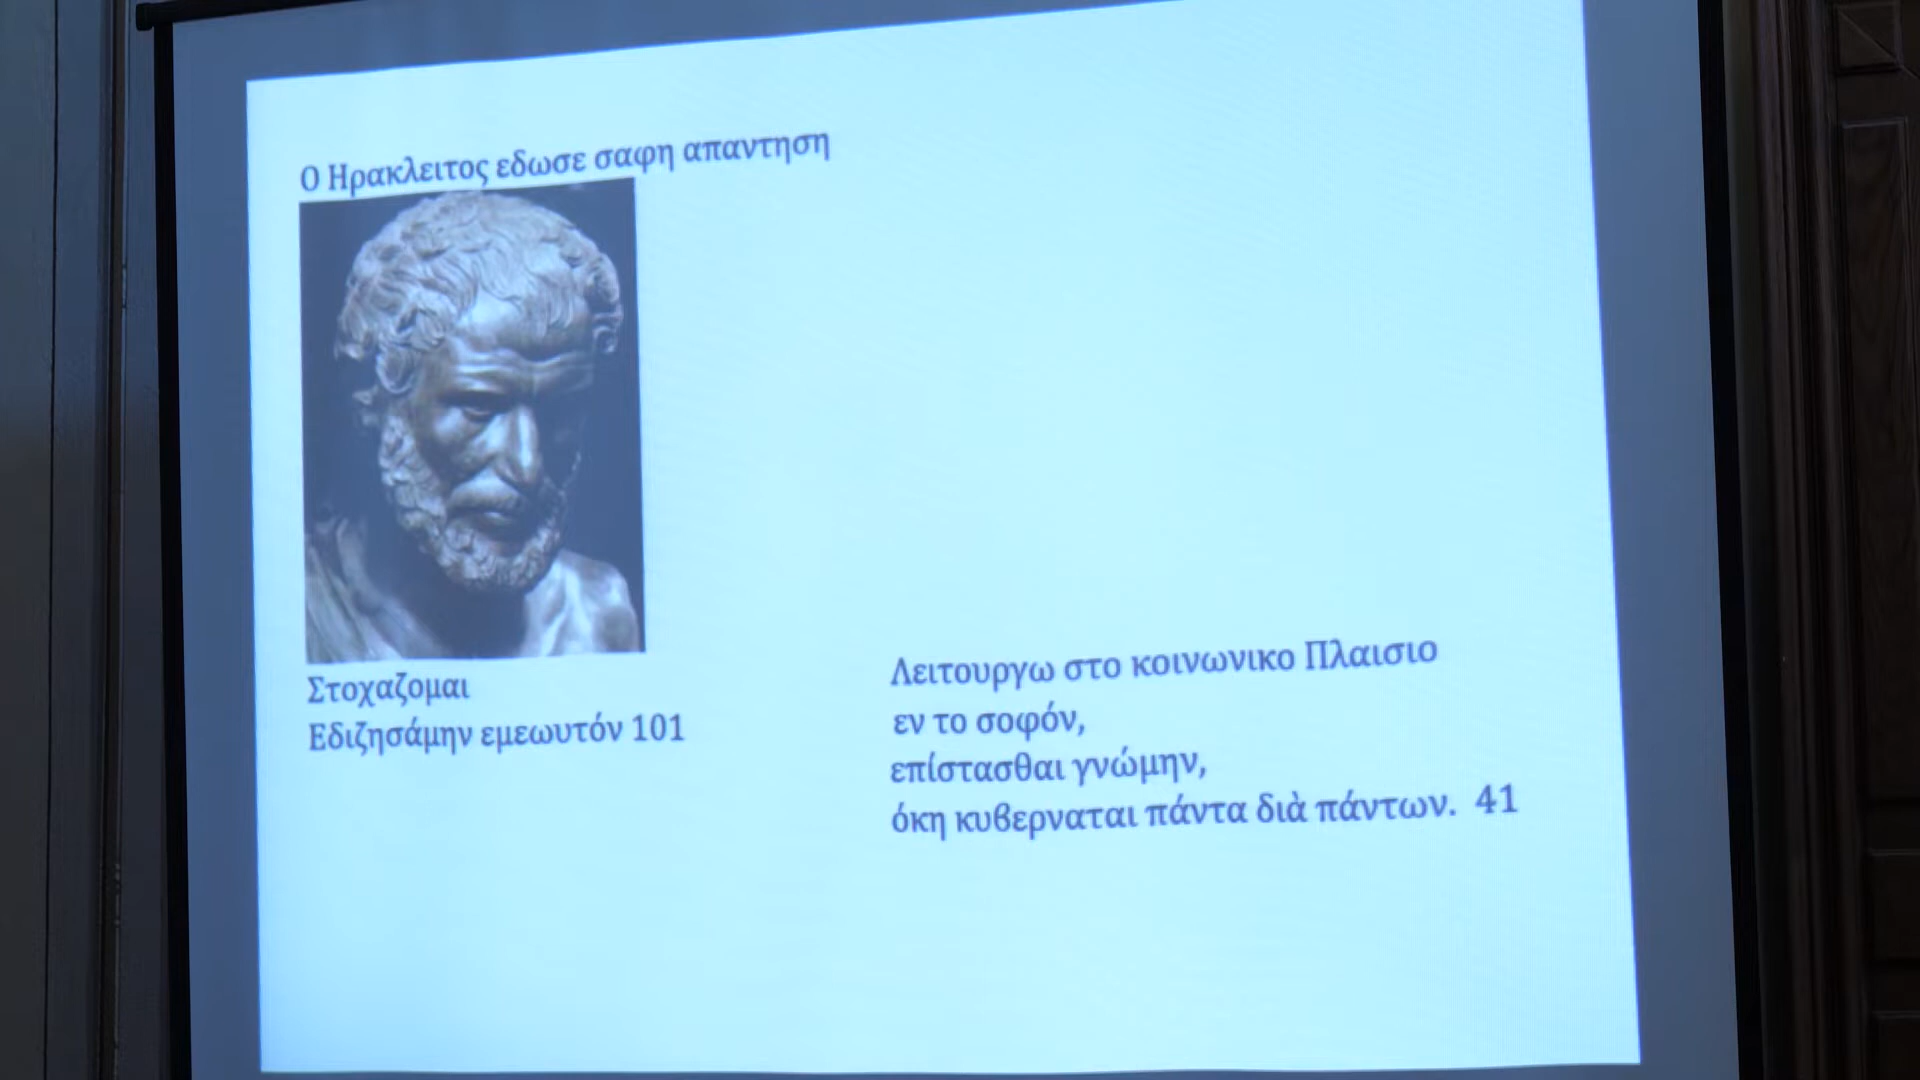 Ο Ηρακλειτος εδωσε σαφη απαντηση
Στοχαζομαι
Εδιζησάμην εμεωυτόν 101
Λειτουργω στο κοινωνικο Πλαισιο
εν το σοφόν,
επίστασθαι γνώμην,
όκη κυβερναται πάντα διὰ πάντων. 41